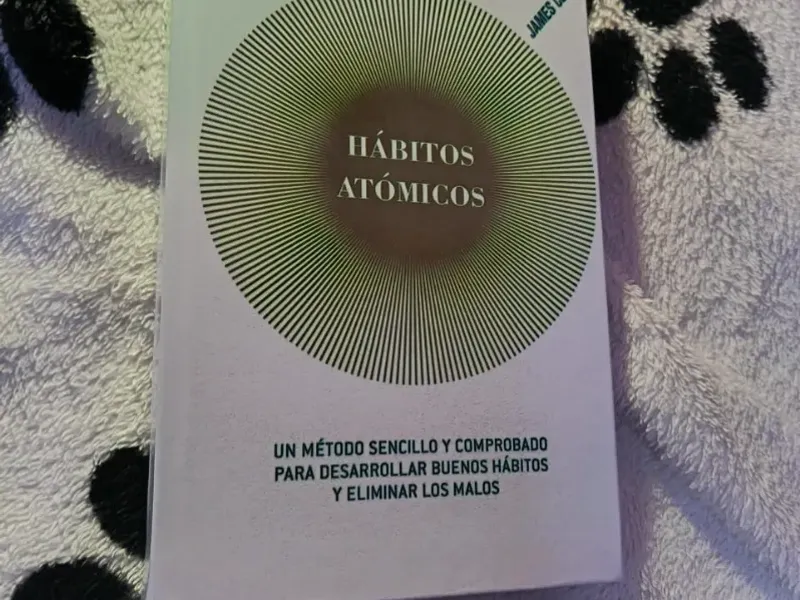 JAMES
HÁBITOS
ATÓMICOS
UN MÉTODO SENCILLO Y COMPROBADO
PARA DESARROLLAR BUENOS HÁBITOS
Y ELIMINAR LOS MALOS